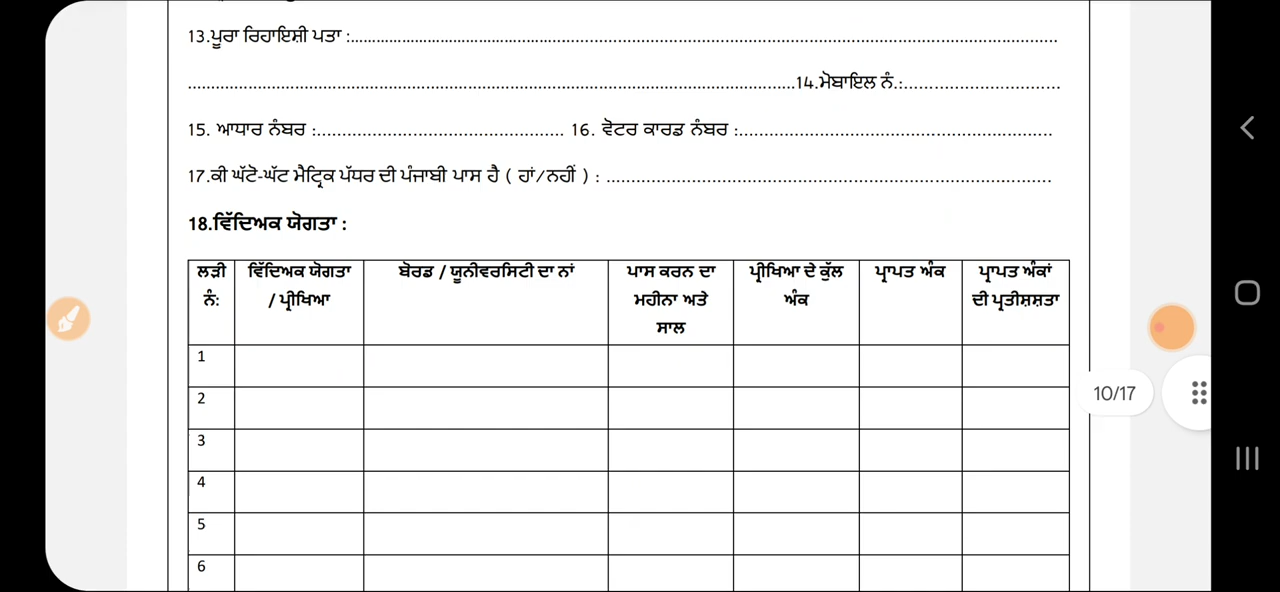 13.ਪੂਰਾ ਰਿਹਾਇਸ਼ੀ ਪਤਾ :..............................................................................................................................
.......................................................................................................14.ਮੋਬਾਇਲ ਨੰ.:...........................
15. ਆਧਾਰ ਨੰਬਰ :.......................................... 16. ਵੋਟਰ ਕਾਰਡ ਨੰਬਰ :.....................................................
17.ਕੀ ਘੱਟੋ-ਘੱਟ ਮੈਟ੍ਰਿਕ ਪੱਧਰ ਦੀ ਪੰਜਾਬੀ ਪਾਸ ਹੈ ( ਹਾਂ/ਨਹੀਂ ) : ...........................................................................
18.ਵਿੱਦਿਅਕ ਯੋਗਤਾ :
ਲੜੀ ਵਿੱਦਿਅਕ ਯੋਗਤਾ ਬੋਰਡ / ਯੂਨੀਵਰਸਿਟੀ ਦਾ ਨਾਂ ਪਾਸ ਕਰਨ ਦਾ ਪ੍ਰੀਖਿਆ ਦੇ ਕੁੱਲ ਪ੍ਰਾਪਤ ਅੰਕ ਪ੍ਰਾਪਤ ਅੰਕਾਂ
ਨੰ: / ਪ੍ਰੀਖਿਆ ਮਹੀਨਾ ਅਤੇ ਅੰਕ ਦੀ ਪ੍ਰਤੀਸ਼ਸ਼ਤਾ
ਸਾਲ
1
2
10/17
3
4
5
6